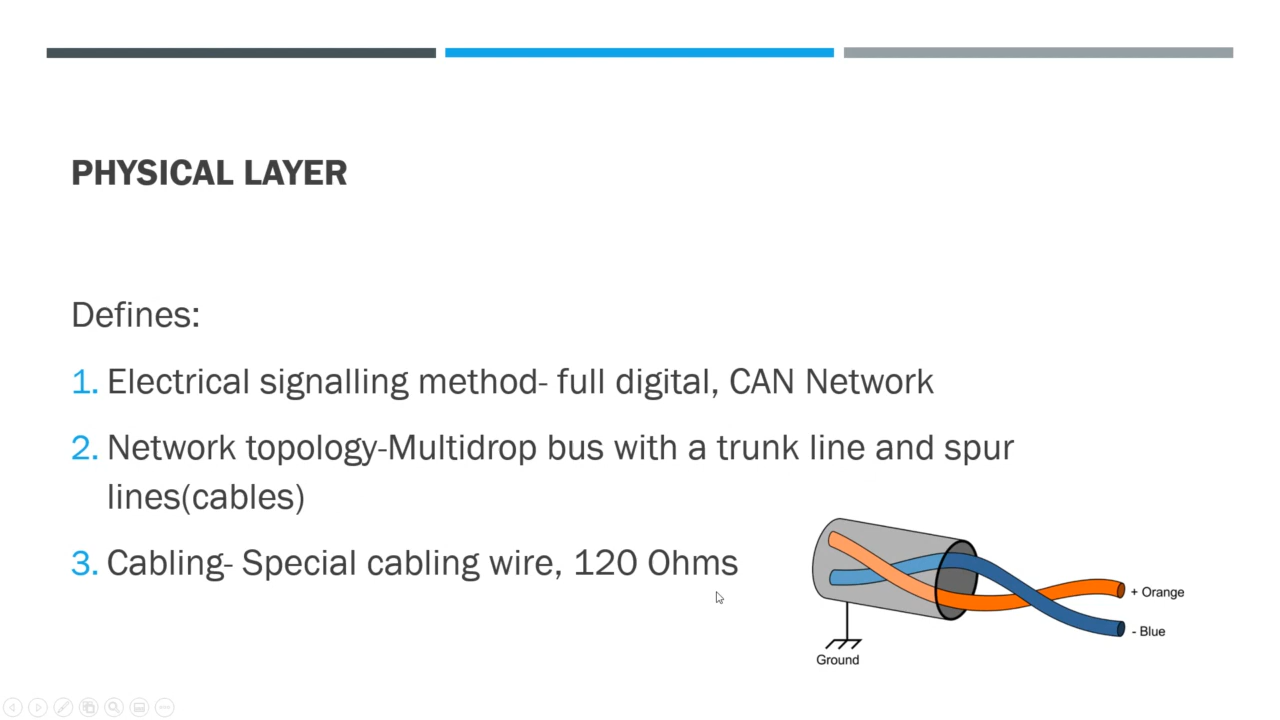 PHYSICAL LAYER
Defines:
1. Electrical signalling method- full digital, CAN Network
2. Network topology-Multidrop bus with a trunk line and spur
lines(cables)
3. Cabling- Special cabling wire, 120 Ohms
+ Orange
- Blue
Ground